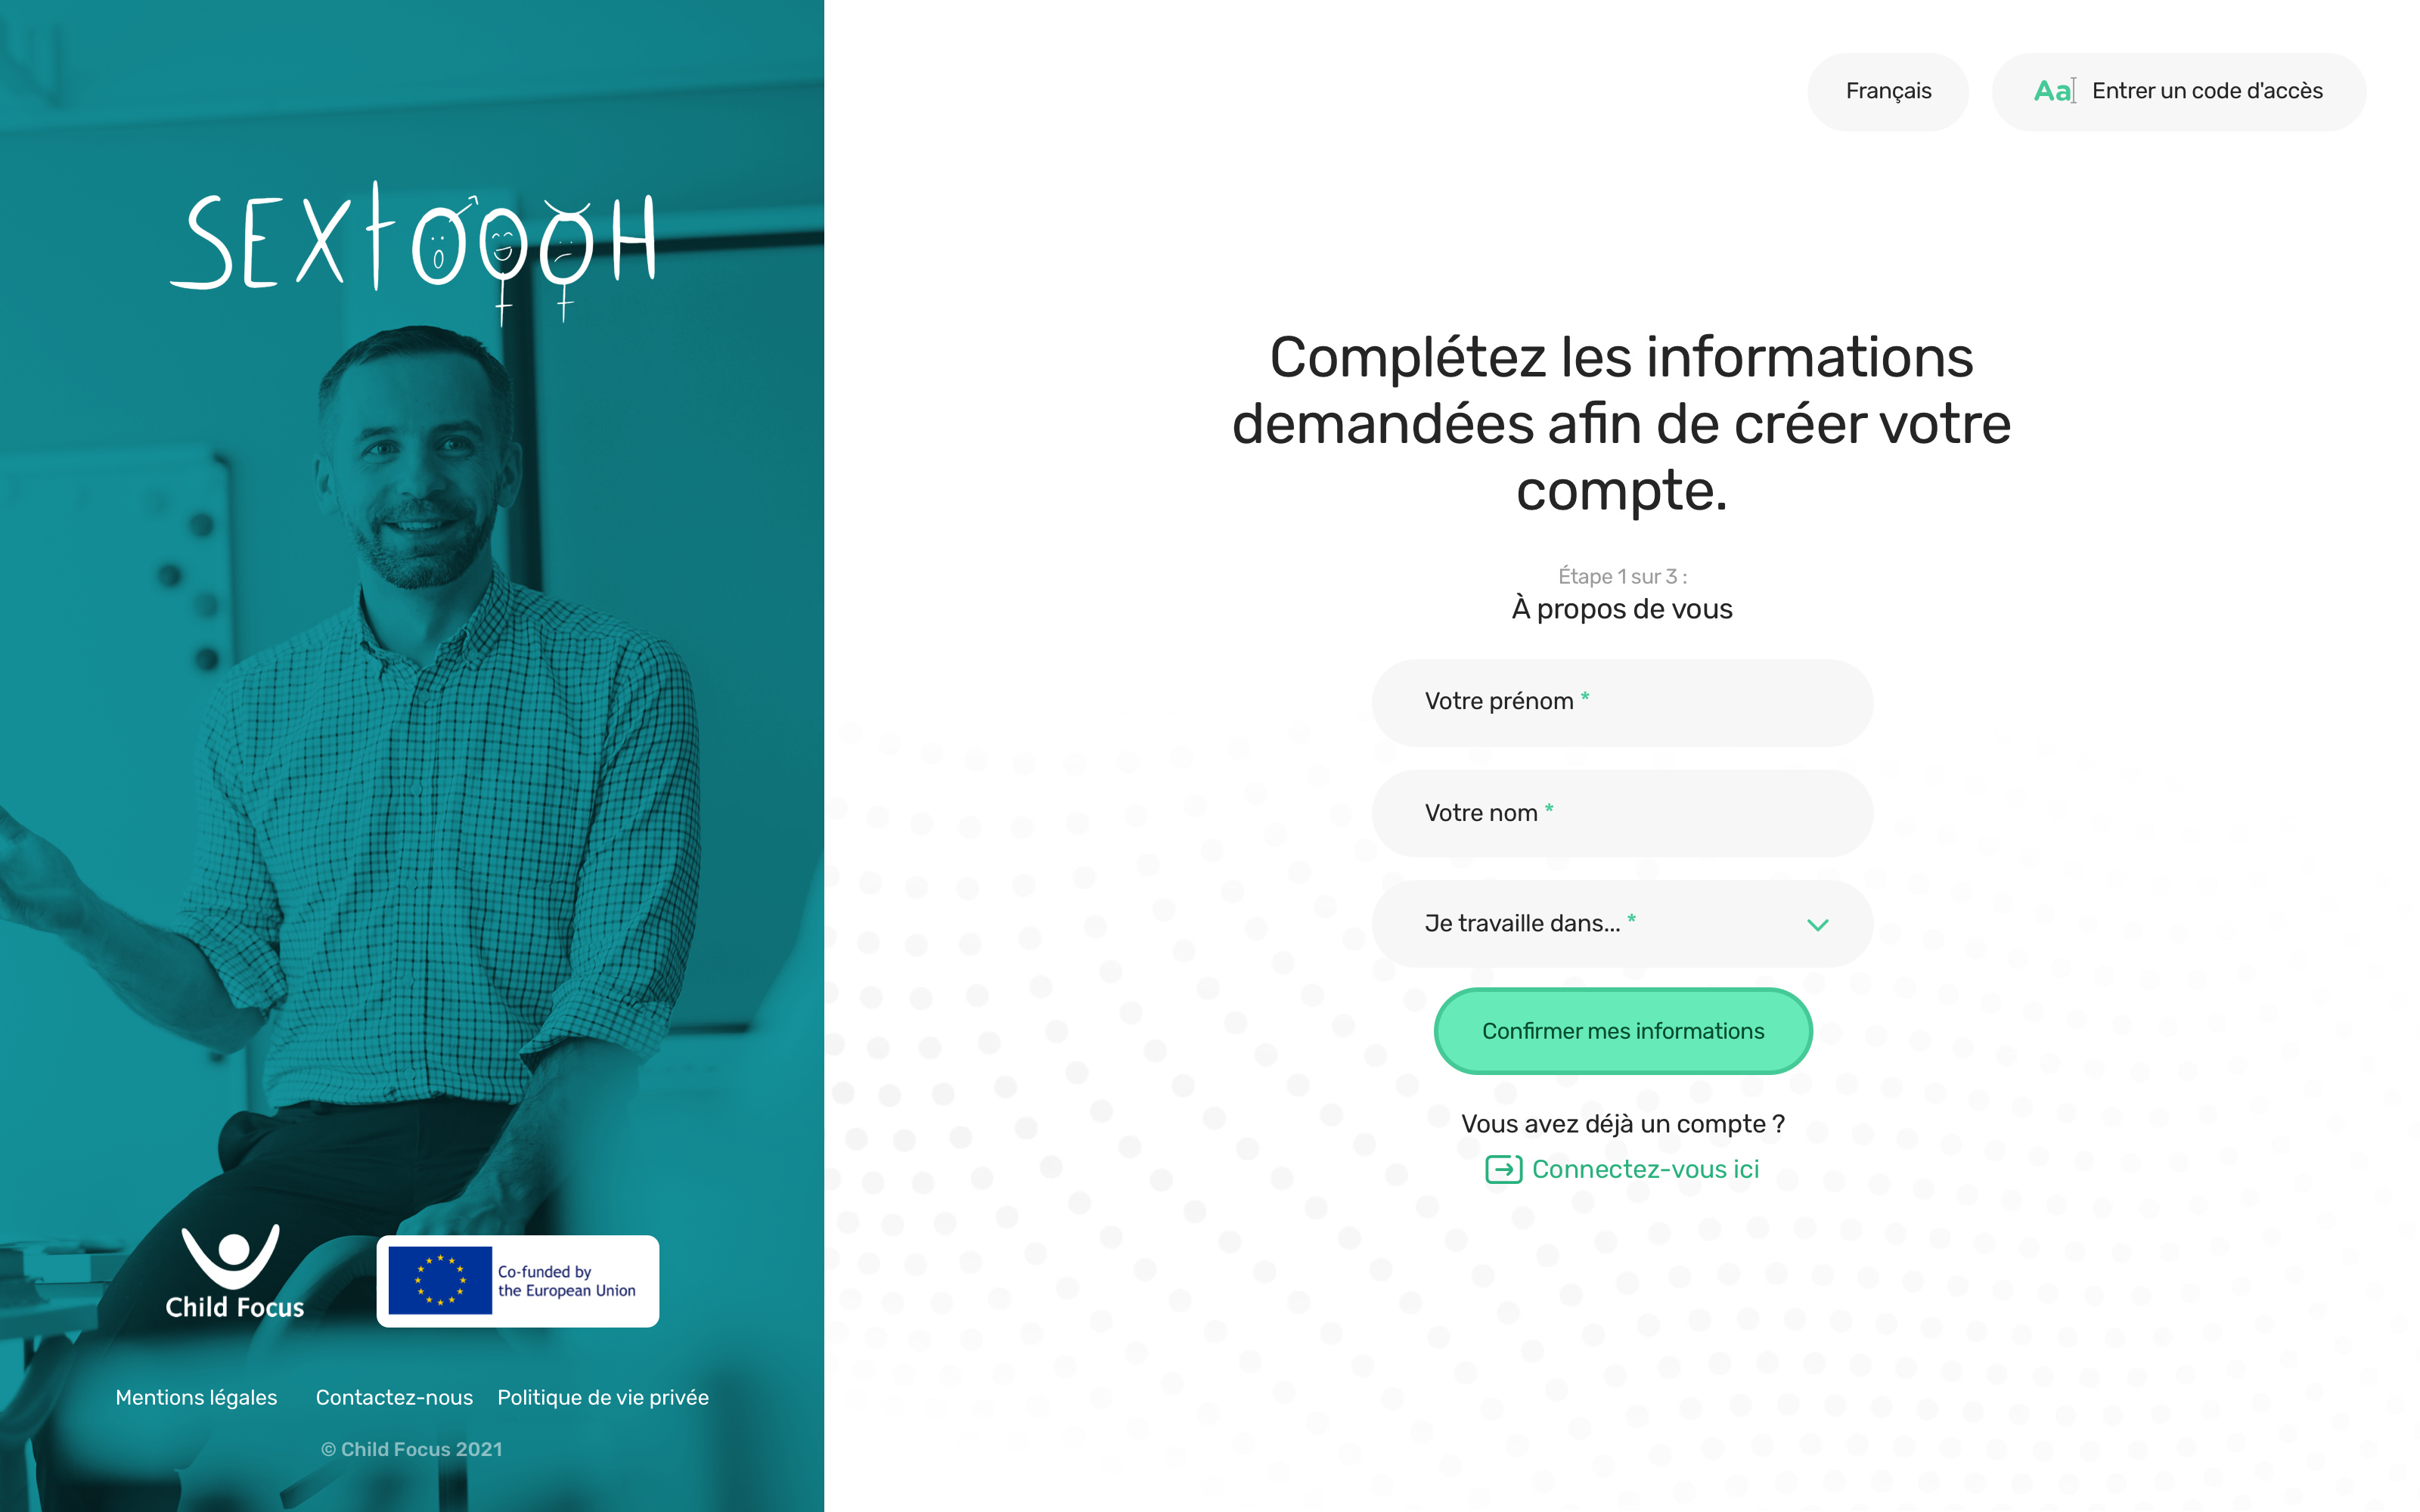 SEXtOOOH
Français
Aa Entrer un code d'accès
Complétez les informations
demandées afin de créer votre
compte.
Étape 1 sur 3 :
À propos de vous
Votre prénom *
Votre nom *
Je travaille dans... *
Confirmer mes informations
Vous avez déjà un compte ?
Connectez-vous ici
Child Focus
Co-funded by
the European Union
Mentions légales Contactez-nous Politique de vie privée
© Child Focus 2021